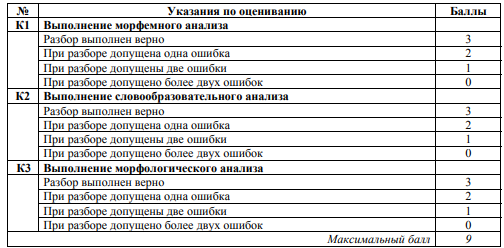 № Указания по оцениванию Баллы
К1 Выполнение морфемного анализа
Разбор выполнен верно 3
При разборе допущена одна ошибка 2
При разборе допущены две ошибки 1
При разборе допущено более двух ошибок 0
К2 Выполнение словообразовательного анализа
Разбор выполнен верно 3
При разборе допущена одна ошибка 2
При разборе допущены две ошибки 1
При разборе допущено более двух ошибок 0
К3 Выполнение морфологического анализа
Разбор выполнен верно 3
При разборе допущена одна ошибка 2
При разборе допущены две ошибки 1
При разборе допущено более двух ошибок 0
Максимальный балл 9